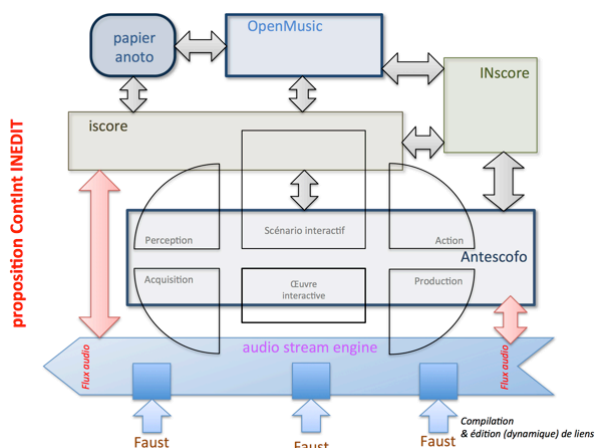 OpenMusic
papier
anoto
INscore
iscore
proposition ContInt INEDIT
Scénario interactif
Perception
Action
Antescofo
Acquisition
Œuvre
interactive
Production
audio stream engine
Flux audio
Flux audio
Compilation
& édition (dynamique) de liens
Faust
Faust
Faust